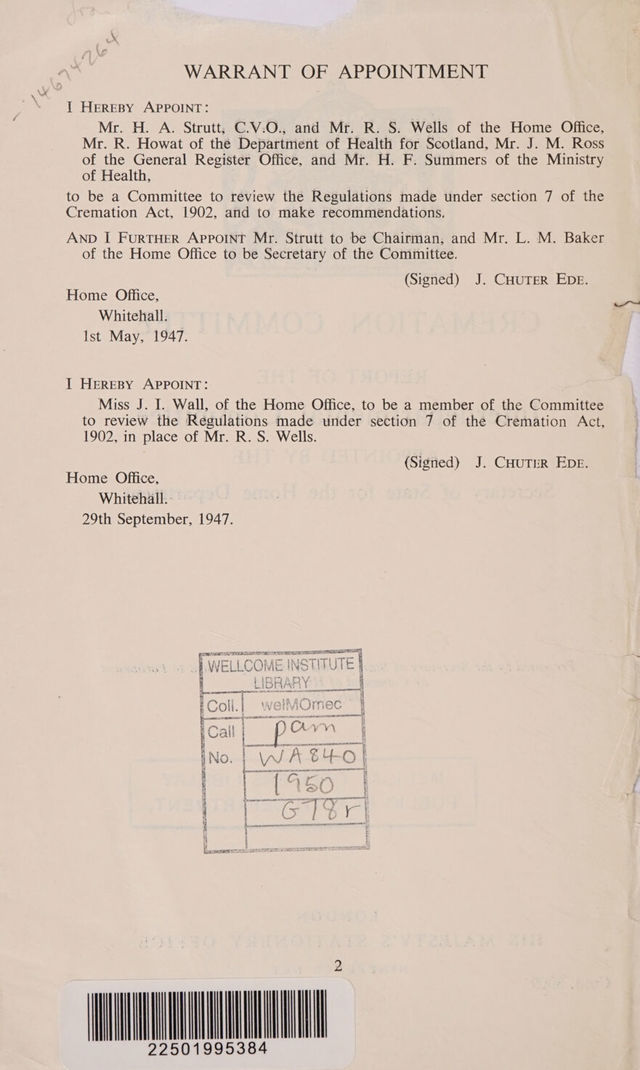 14674264
WARRANT OF APPOINTMENT
I HEREBY APPOINT:
Mr. H. A. Strutt, C.V.O., and Mr. R. S. Wells of the Home Office,
Mr. R. Howat of the Department of Health for Scotland, Mr. J. M. Ross
of the General Register Office, and Mr. H. F. Summers of the Ministry
of Health,
to be a Committee to review the Regulations made under section 7 of the
Cremation Act, 1902, and to make recommendations.
AND I FURTHER APPOINT Mr. Strutt to be Chairman, and Mr. L. M. Baker
of the Home Office to be Secretary of the Committee.
(Signed) J. CHUTER EDE.
Home Office,
Whitehall.
1st May, 1947.
I HEREBY APPOINT:
Miss J. I. Wall, of the Home Office, to be a member of the Committee
to review the Regulations made under section 7 of the Cremation Act,
1902, in place of Mr. R. S. Wells.
(Signed) J. CHUTER EDE.
Home Office,
Whitehall.
29th September, 1947.
WELLCOME INSTITUTE
LIBRARY
Coll. welMOmec
Call pam
No. WA840
1950
G78r
2
22501995384